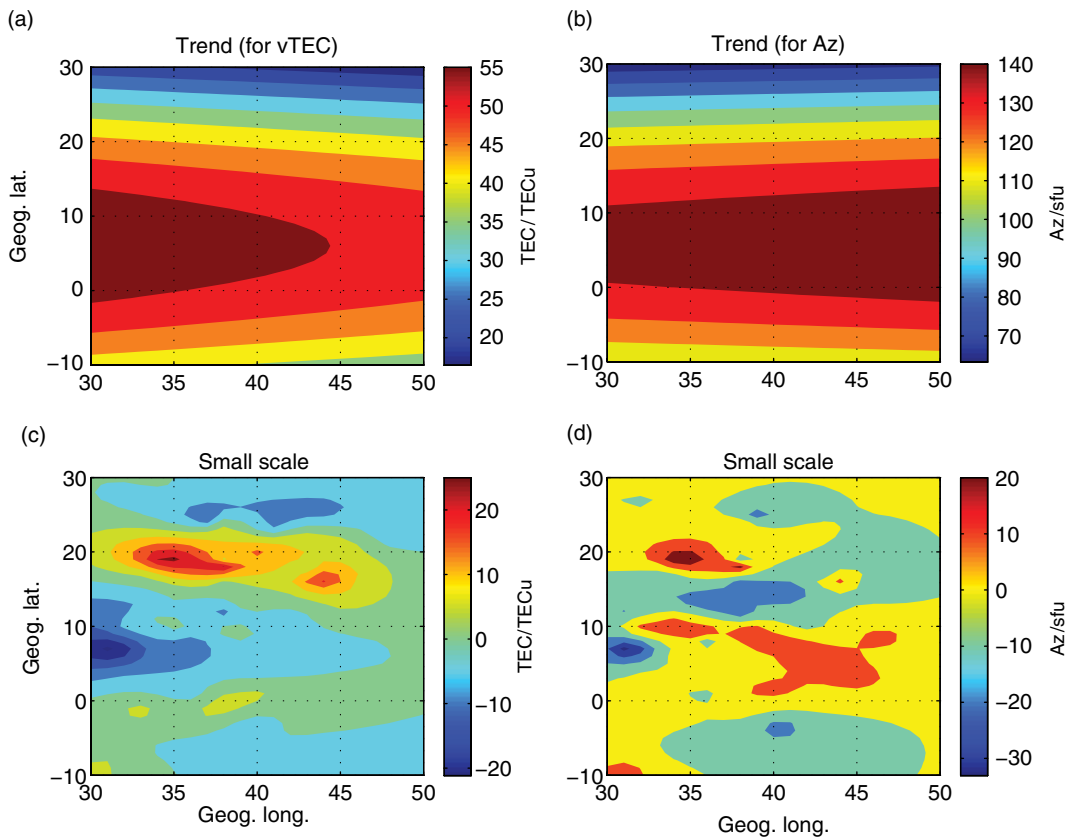 (a)
Trend (for vTEC)
30
20
10
0
−10
Geog. lat.
30 35 40 45 50
55
50
45
40
35
30
25
20
TEC/TECu
(b)
Trend (for Az)
30
20
10
0
−10
30 35 40 45 50
140
130
120
110
100
90
80
70
Az/sfu
(c)
Small scale
30
20
10
0
−10
Geog. lat.
30 35 40 45 50
Geog. long.
20
10
0
−10
−20
TEC/TECu
(d)
Small scale
30
20
10
0
−10
30 35 40 45 50
Geog. long.
20
10
0
−10
−20
−30
Az/sfu